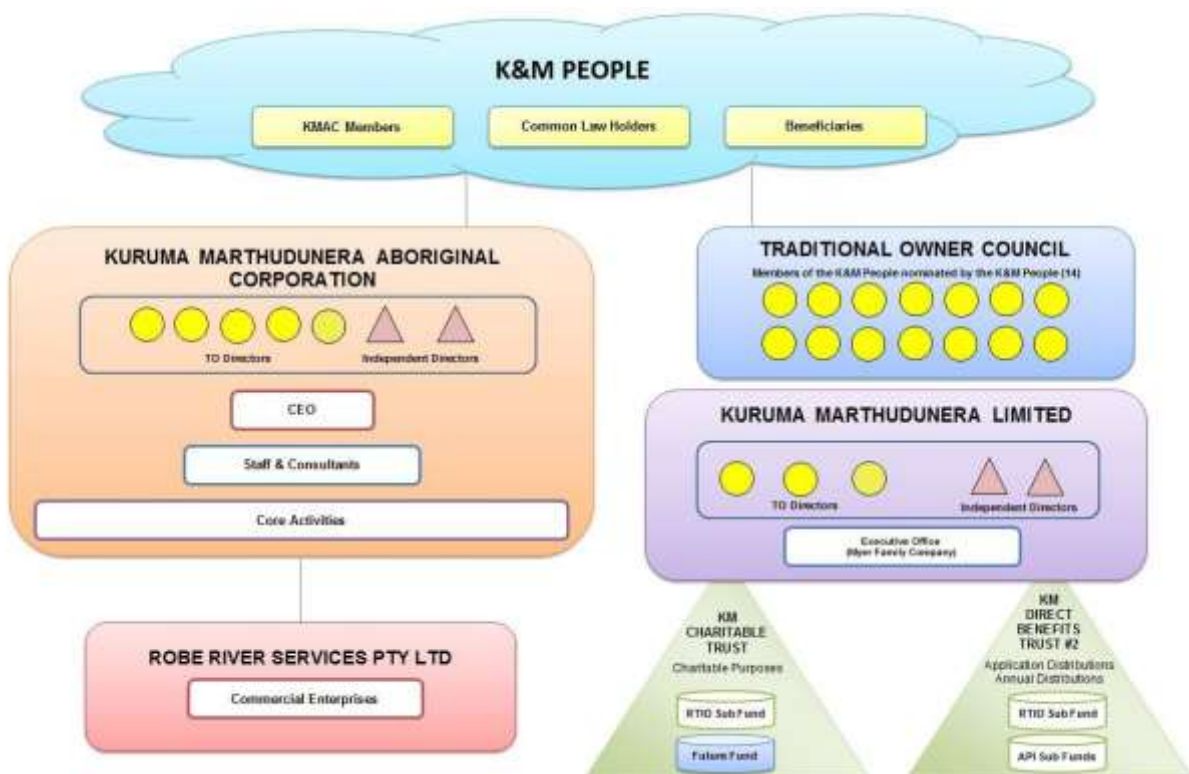 K&M PEOPLE
KMAC Members
Common Law Holders
Beneficiaries
KURUMA MARTHUDUNERA ABORIGINAL
CORPORATION
TO Directors
Independent Directors
CEO
Staff & Consultants
Core Activities
ROBE RIVER SERVICES PTY LTD
Commercial Enterprises
TRADITIONAL OWNER COUNCIL
Members of the K&M People nominated by the K&M People (14)
KURUMA MARTHUDUNERA LIMITED
TO Directors
Independent Directors
Executive Office
(Myer Family Company)
KM
CHARITABLE
TRUST
Charitable Purposes
RTIO Sub Fund
Future Fund
KM
DIRECT
BENEFITS
TRUST #2
Application Distributions
Annual Distributions
RTIO Sub Fund
API Sub Funds